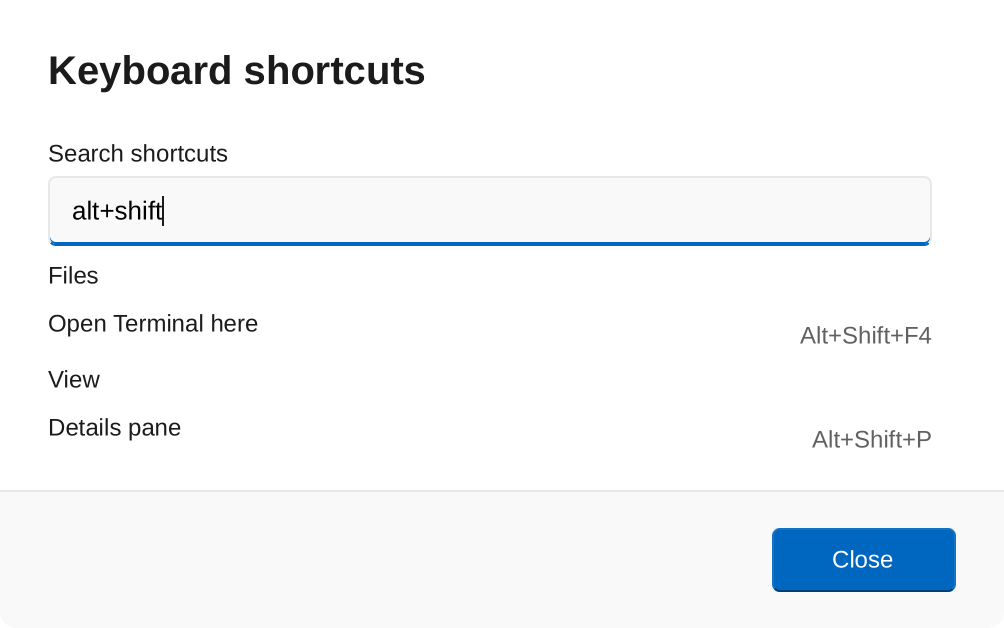 Keyboard shortcuts
Search shortcuts
alt+shift
Files
Open Terminal here
Alt+Shift+F4
View
Details pane
Alt+Shift+P
Close